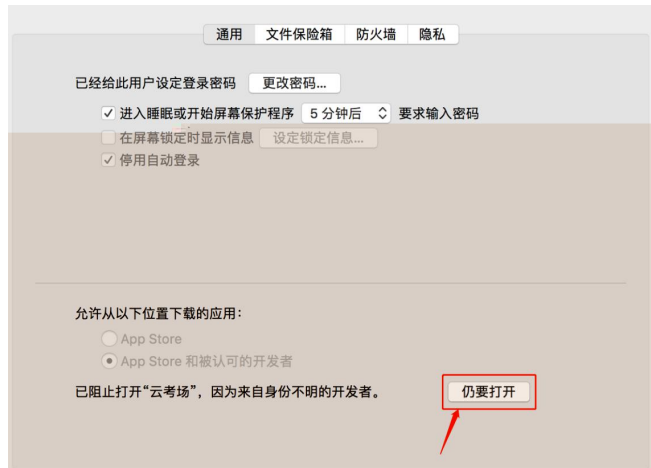 通用 文件保险箱 防火墙 隐私
已经给此用户设定登录密码 更改密码...
进入睡眠或开始屏幕保护程序 5 分钟后 要求输入密码
在屏幕锁定时显示信息 设定锁定信息...
停用自动登录
允许从以下位置下载的应用：
App Store
App Store 和被认可的开发者
已阻止打开“云考场”，因为来自身份不明的开发者。 仍要打开